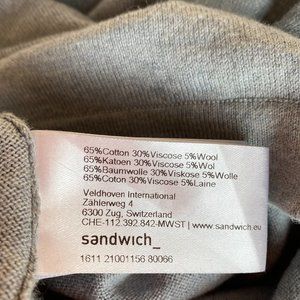 65%Cotton 30%Viscose 5%Wool
65%Katoen 30%Viscose 5%Wol
65%Baumwolle 30%Viskose 5%Wolle
65%Coton 30%Viscose 5%Laine
Veldhoven International
Zählerweg 4
6300 Zug, Switzerland
CHE-112.392.842-MWST | www.sandwich.eu
sandwich_
1611 21001156 80066